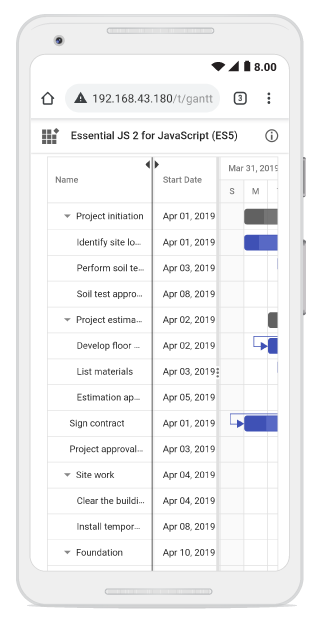 8.00
192.168.43.180/t/gantt 3
Essential JS 2 for JavaScript (ES5)
Mar 31, 2019
Name Start Date S M
Project initiation Apr 01, 2019
Identify site lo... Apr 01, 2019
Perform soil te... Apr 03, 2019
Soil test appro... Apr 08, 2019
Project estima... Apr 02, 2019
Develop floor ... Apr 02, 2019
List materials Apr 03, 2019
Estimation ap... Apr 05, 2019
Sign contract Apr 01, 2019
Project approval... Apr 03, 2019
Site work Apr 04, 2019
Clear the buildi... Apr 04, 2019
Install tempor... Apr 08, 2019
Foundation Apr 10, 2019